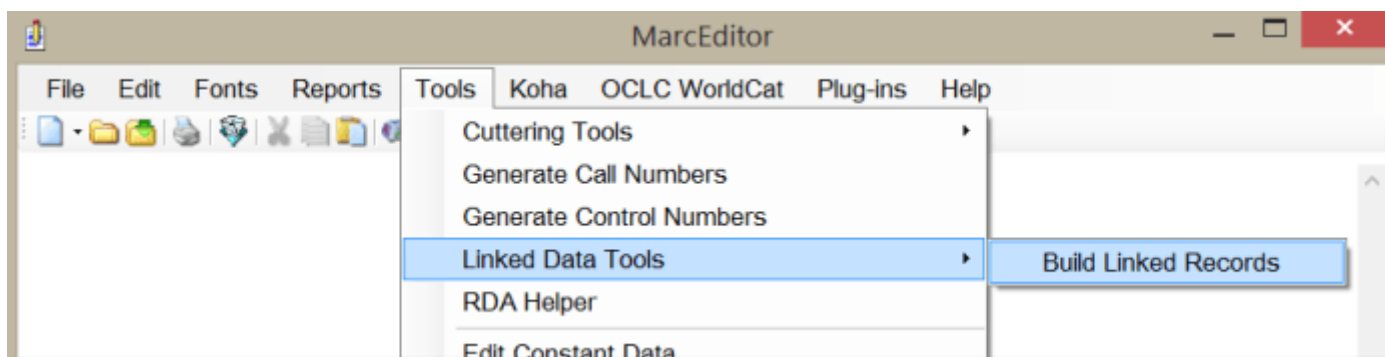 MarcEditor
File Edit Fonts Reports Tools Koha OCLC WorldCat Plug-ins Help
Cuttering Tools
Generate Call Numbers
Generate Control Numbers
Linked Data Tools
Build Linked Records
RDA Helper
Edit Constant Data